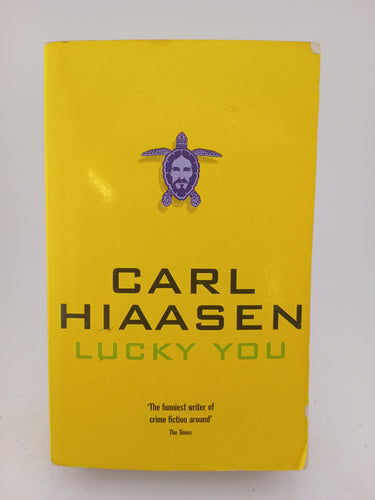 CARL
HIAASEN
LUCKY YOU
'The funniest writer of
crime fiction around'
The Times